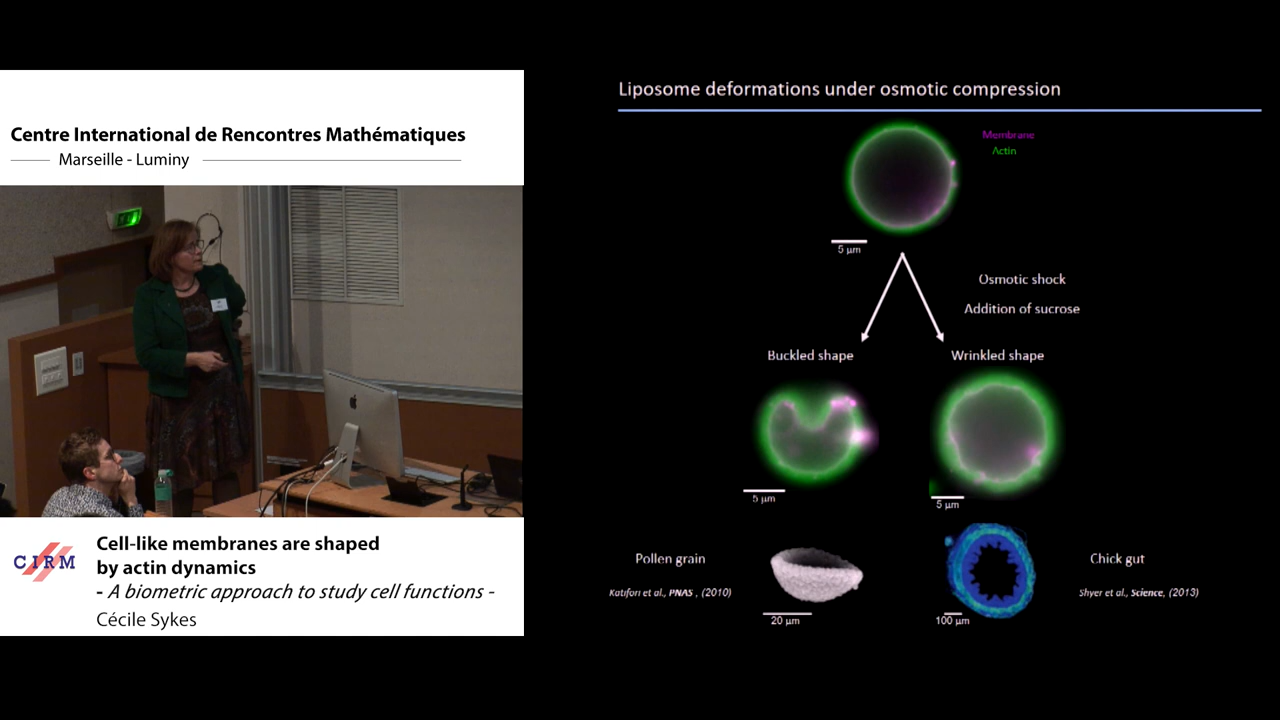 Centre International de Rencontres Mathématiques
Marseille - Luminy
CIRM
Cell-like membranes are shaped
by actin dynamics
- A biometric approach to study cell functions -
Cécile Sykes
Liposome deformations under osmotic compression
Membrane
Actin
5 µm
Osmotic shock
Addition of sucrose
Buckled shape
Wrinkled shape
5 µm
5 µm
Pollen grain
Katifori et al., PNAS , (2010)
20 µm
Chick gut
Shyer et al., Science, (2013)
100 µm